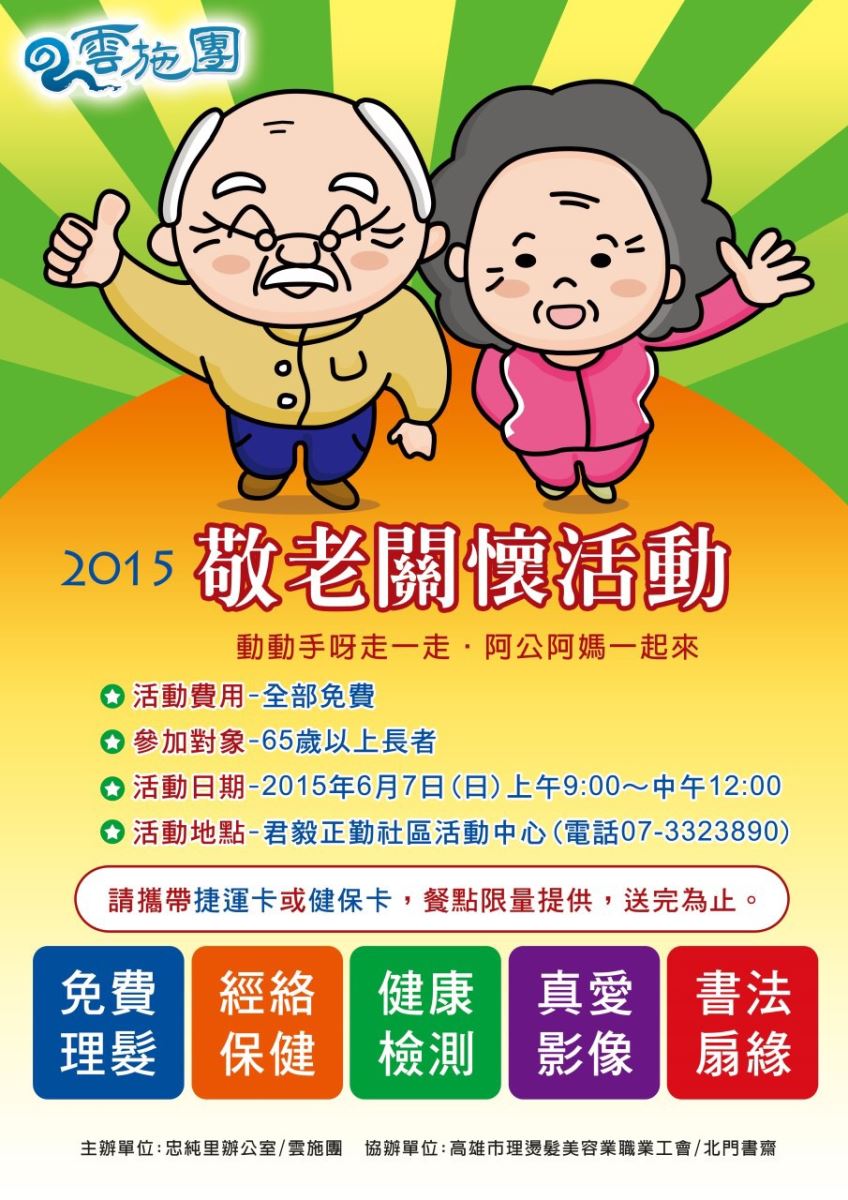 雲施團
2015 敬老關懷活動
動動手呀走一走．阿公阿媽一起來
活動費用-全部免費
參加對象-65歲以上長者
活動日期-2015年6月7日(日)上午9:00～中午12:00
活動地點-君毅正勤社區活動中心(電話07-3323890)
請攜帶捷運卡或健保卡，餐點限量提供，送完為止。
免費
理髮
經絡
保健
健康
檢測
真愛
影像
書法
扇緣
主辦單位:忠純里辦公室/雲施團 協辦單位:高雄市理燙髮美容業職業工會/北門書齋